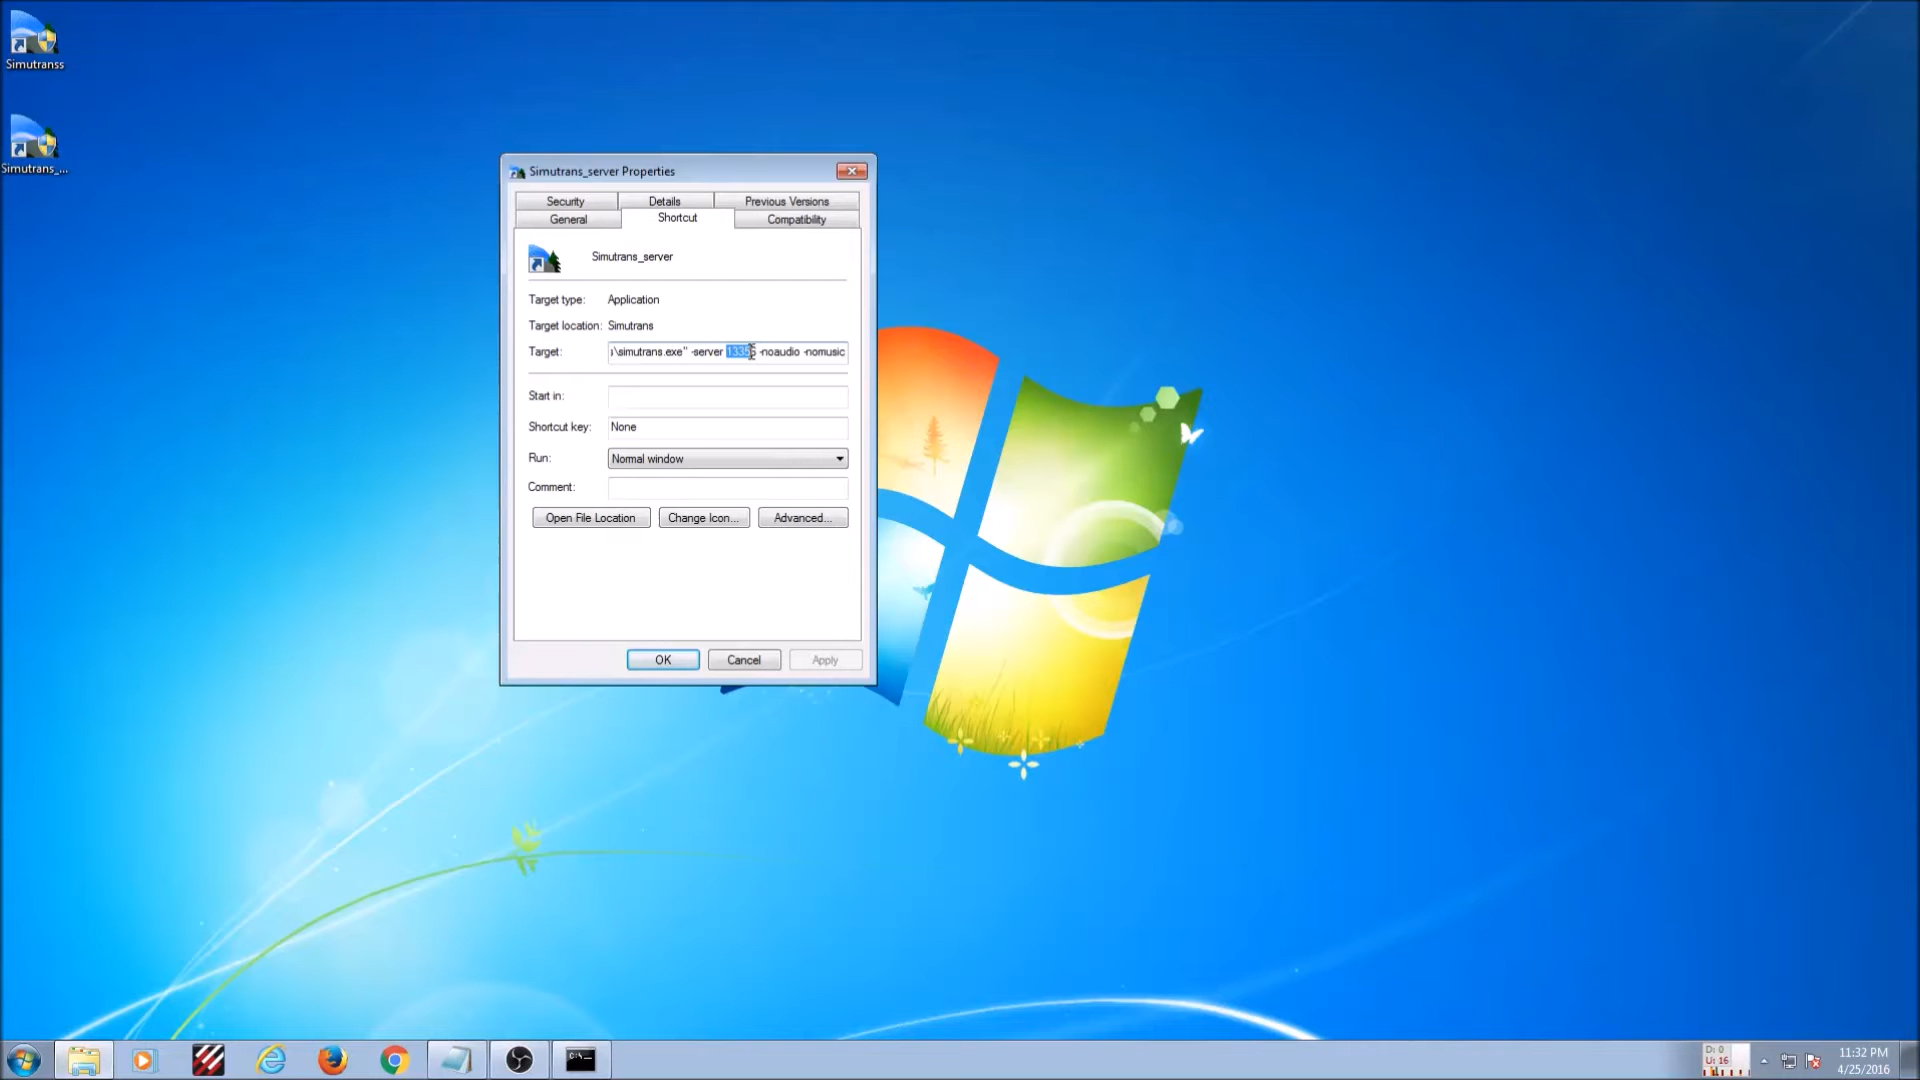 Simutranss
Simutrans_...
Simutrans_server Properties
Security
Details
Previous Versions
General
Shortcut
Compatibility
Simutrans_server
Target type: Application
Target location: Simutrans
Target: \simutrans.exe" -server -noaudio -nomusic
Start in:
Shortcut key: None
Run: Normal window
Comment:
Open File Location
Change Icon...
Advanced...
OK
Cancel
Apply
D: 0
U: 16
11:32 PM
4/25/2016